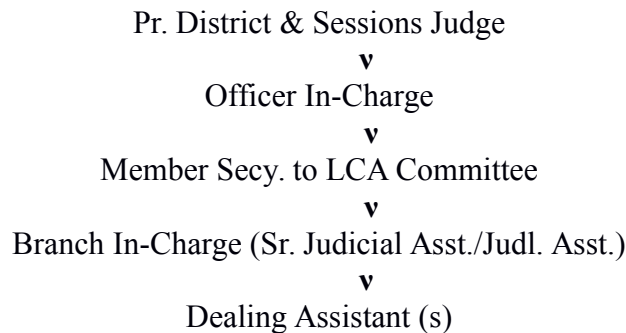 Pr. District & Sessions Judge
ν
Officer In-Charge
ν
Member Secy. to LCA Committee
ν
Branch In-Charge (Sr. Judicial Asst./Judl. Asst.)
ν
Dealing Assistant (s)